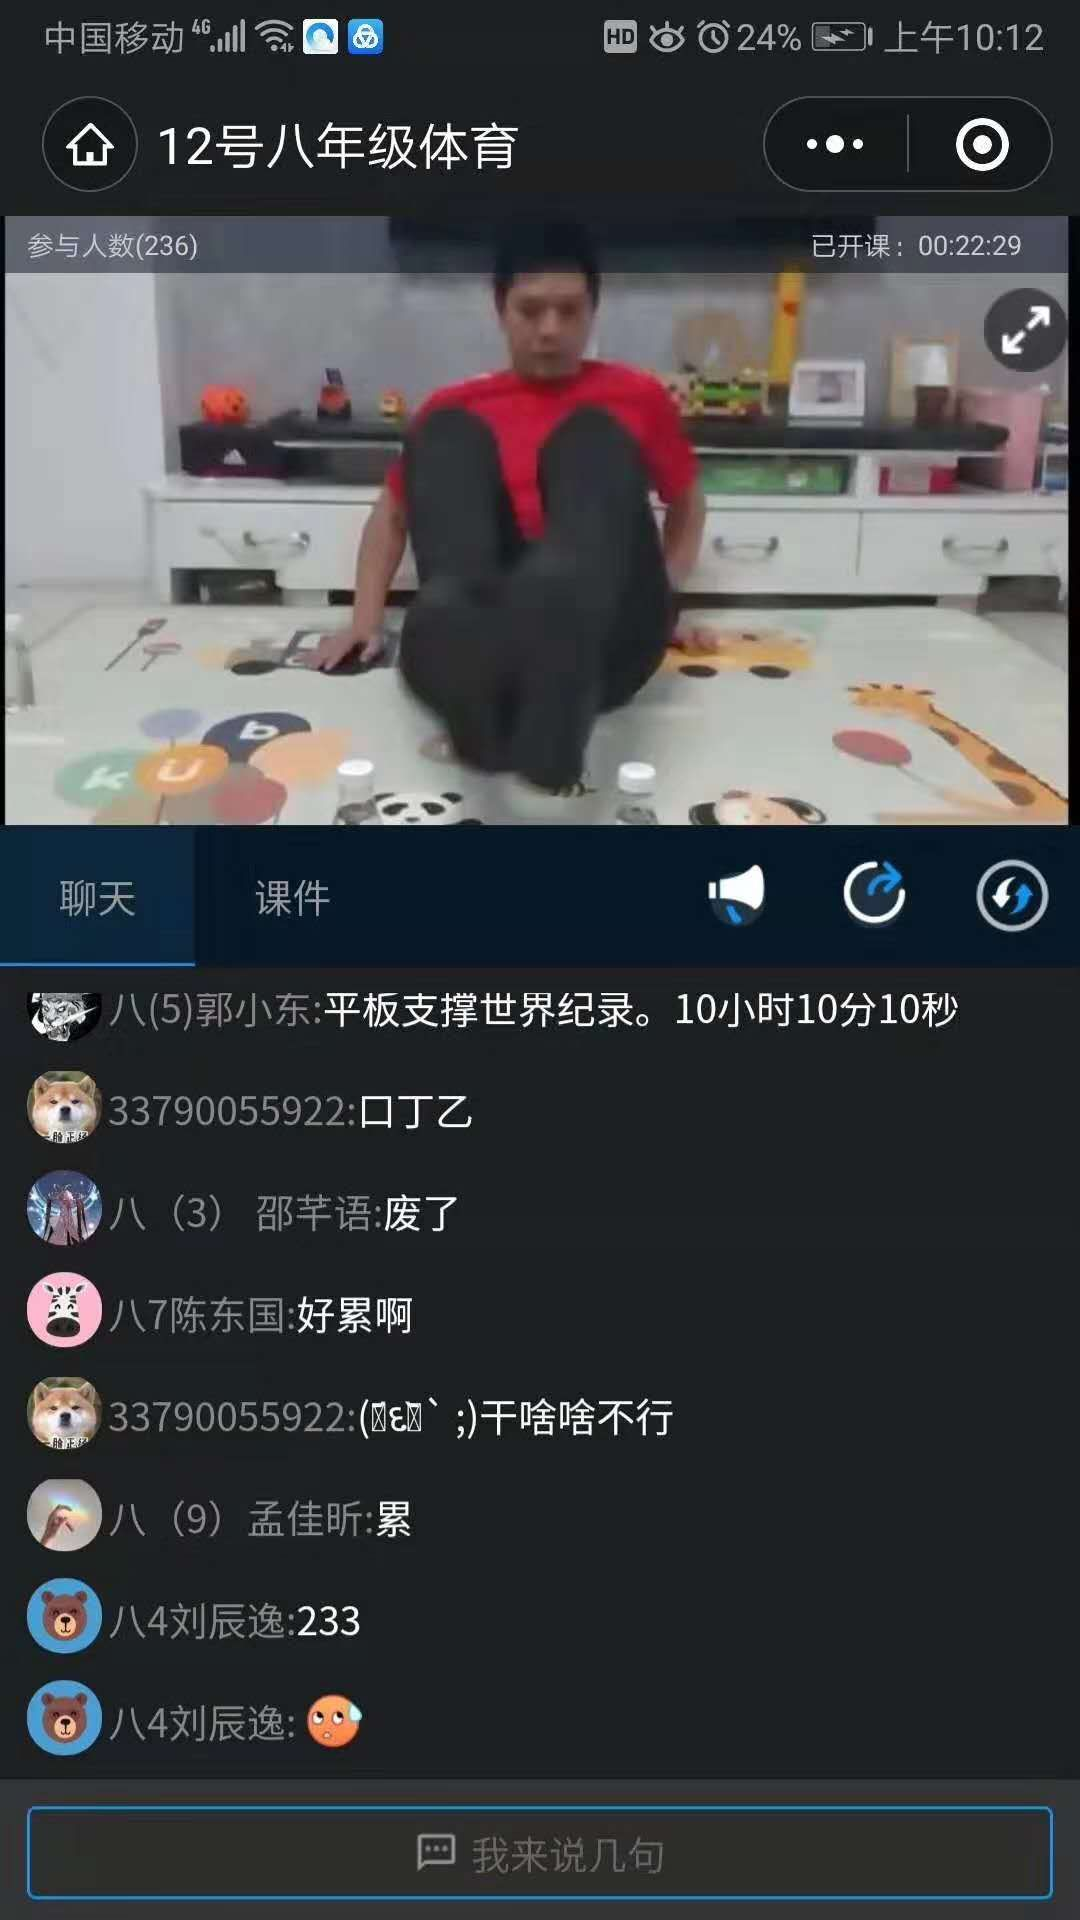 中国移动 4G HD 24% 上午10:12
12号八年级体育
参与人数(236) 已开课：00:22:29
K U b
聊天 课件
八(5)郭小东:平板支撑世界纪录。10小时10分10秒
33790055922:口丁乙
八（3） 邵芊语:废了
八7陈东国:好累啊
33790055922:(ε` ;)干啥啥不行
八（9）孟佳昕:累
八4刘辰逸:233
八4刘辰逸:
我来说几句